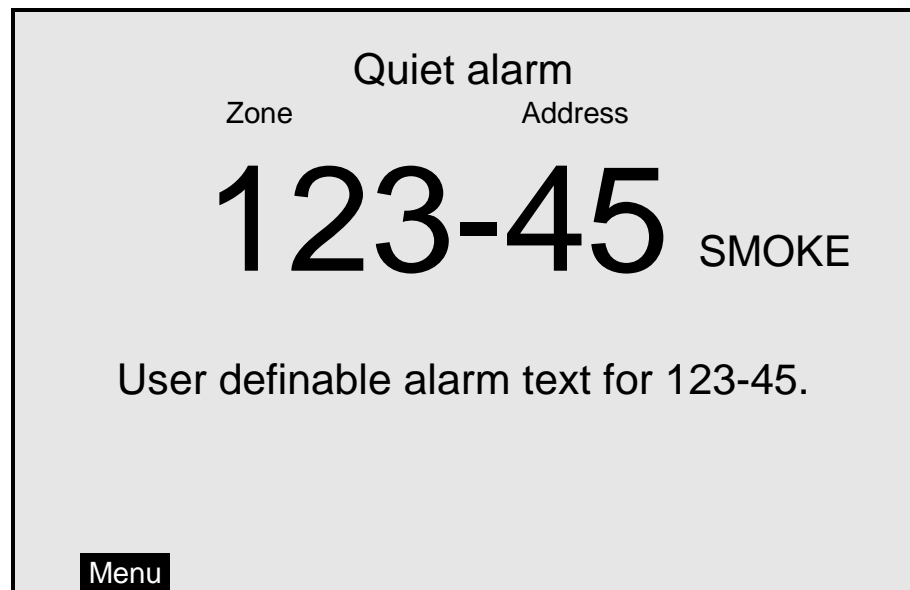 Quiet alarm
Zone Address
123-45 SMOKE
User definable alarm text for 123-45.
Menu